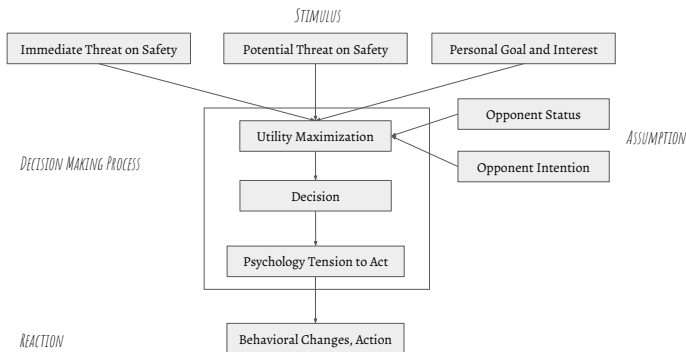 STIMULUS
Immediate Threat on Safety
Potential Threat on Safety
Personal Goal and Interest
Opponent Status
Utility Maximization
ASSUMPTION
DECISION MAKING PROCESS
Opponent Intention
Decision
Psychology Tension to Act
REACTION
Behavioral Changes, Action